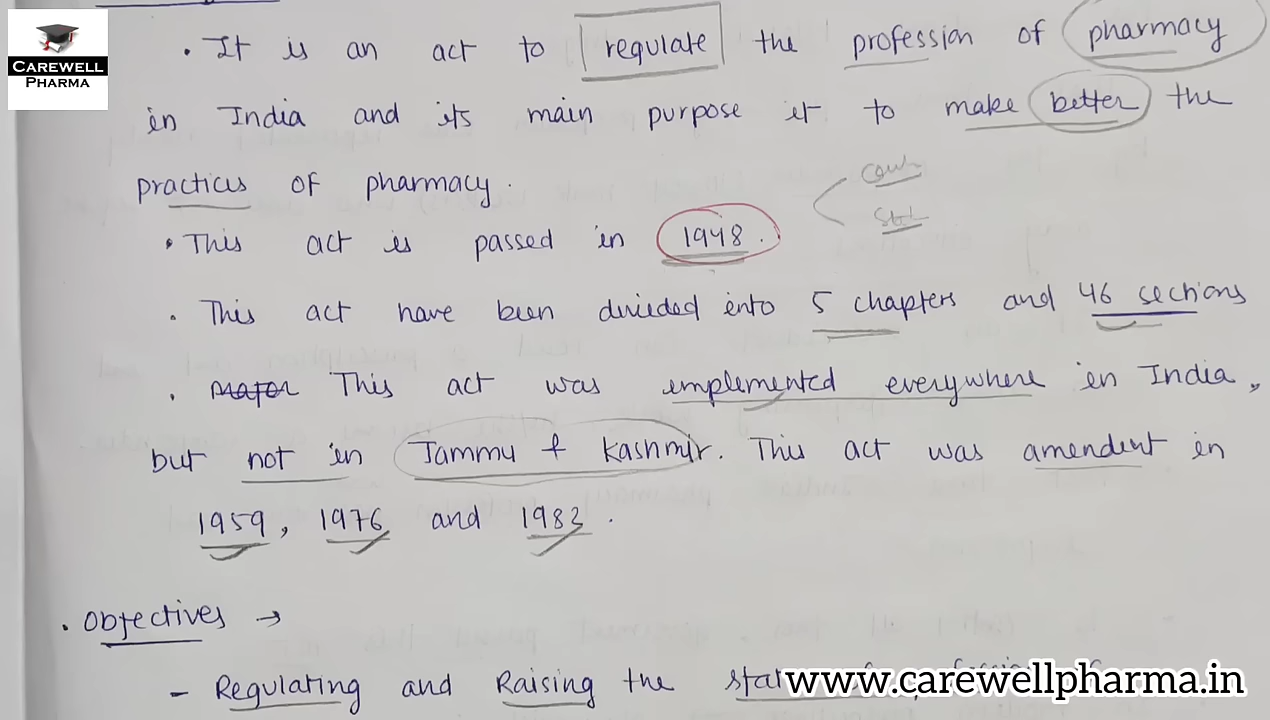 CAREWELL
PHARMA
• It is an act to regulate the profession of pharmacy
in India and its main purpose it to make better the
practices of pharmacy.
• This act is passed in 1948.
• This act have been divided into 5 chapters and 46 sections
• This act was implemented everywhere in India,
but not in Jammu & Kashmir. This act was amendent in
1959, 1976 and 1982.
• Objectives →
- Regulating and Raising the
www.carewellpharma.in